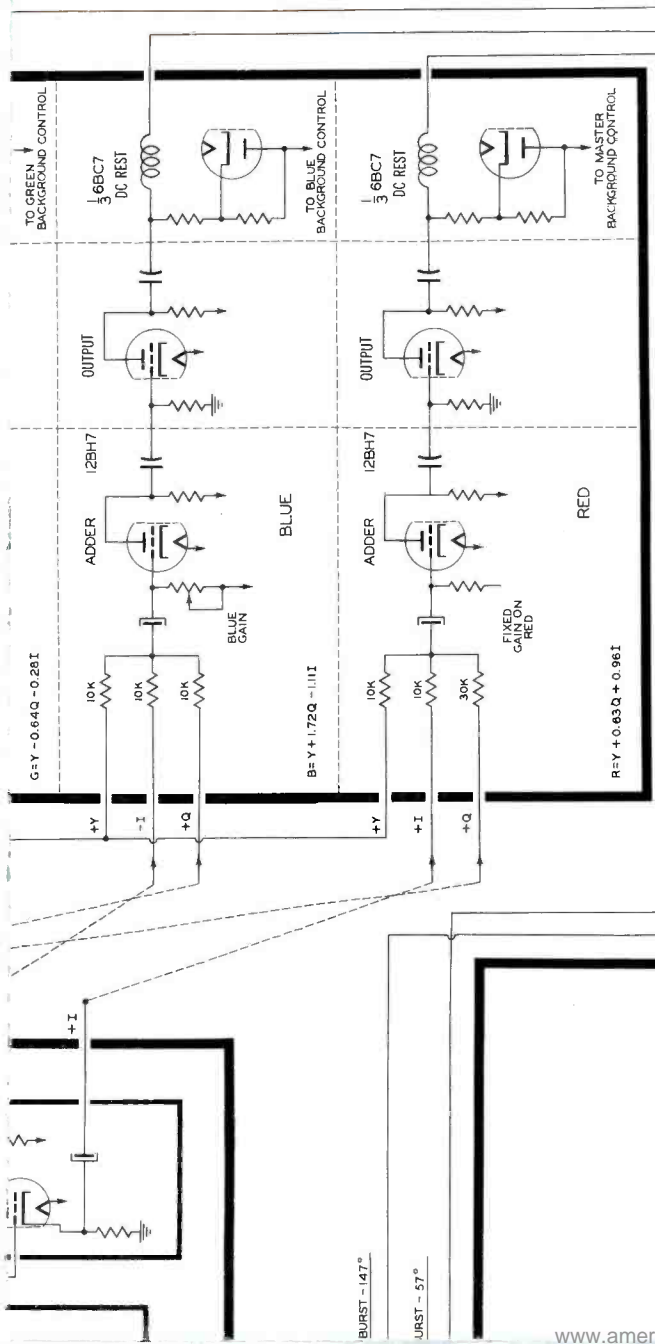 TO GREEN
BACKGROUND CONTROL
1/3 6BC7
DC REST
TO BLUE
BACKGROUND CONTROL
1/3 6BC7
DC REST
TO MASTER
BACKGROUND CONTROL
OUTPUT
OUTPUT
12BH7
ADDER
BLUE
12BH7
ADDER
RED
BLUE
GAIN
FIXED
GAIN ON
RED
G=Y-0.64Q-0.28I
10K
10K
10K
B=Y+1.72Q-1.11I
10K
10K
30K
R=Y+0.63Q+0.96I
+Y
-I
+Q
+Y
+I
+Q
+I
BURST-147°
URST-57°
www.amer